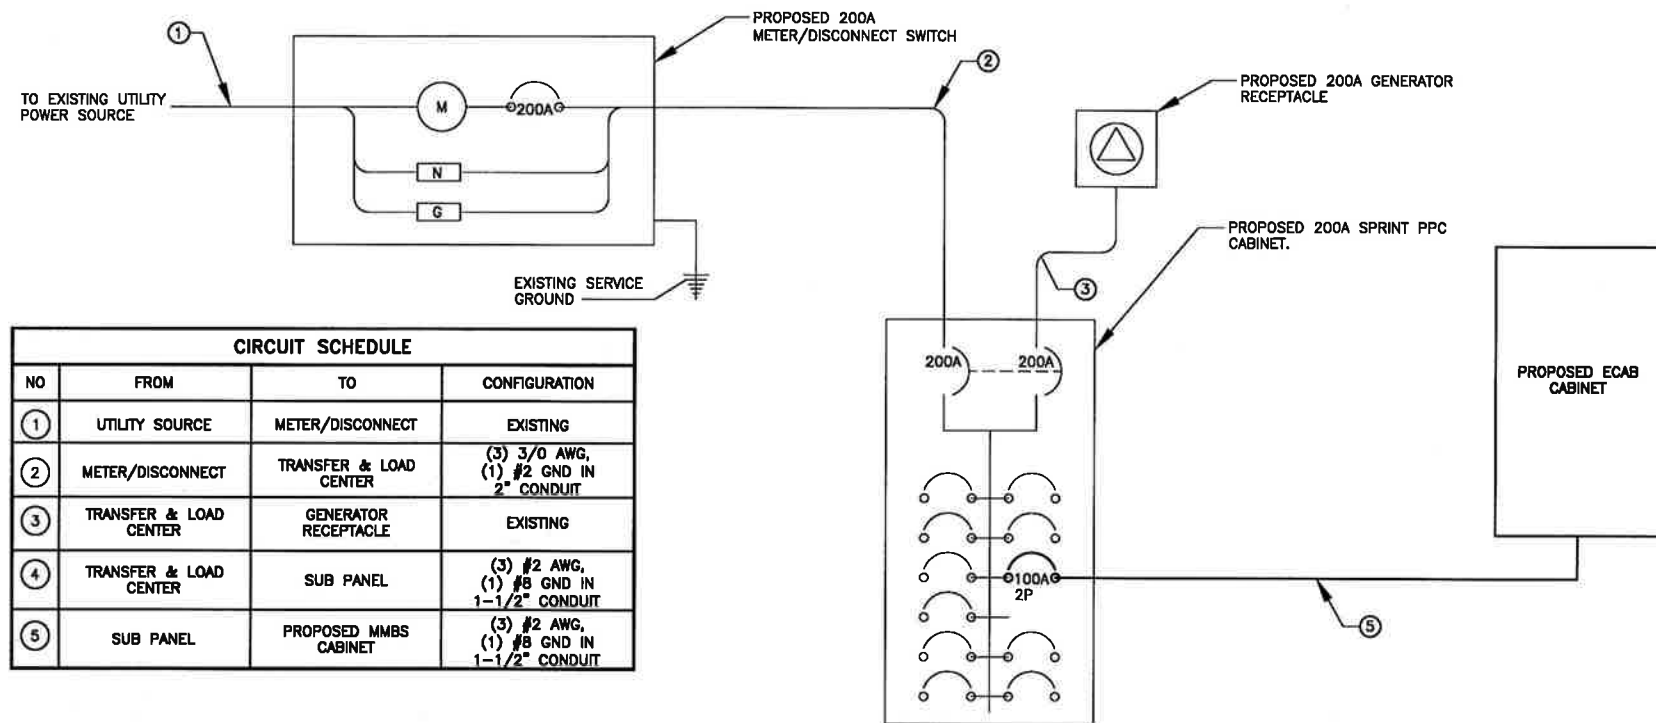 1
PROPOSED 200A
METER/DISCONNECT SWITCH
2
TO EXISTING UTILITY
POWER SOURCE
M
200A
N
G
PROPOSED 200A GENERATOR
RECEPTACLE
EXISTING SERVICE
GROUND
3
PROPOSED 200A SPRINT PPC
CABINET.
200A
200A
100A
2P
5
PROPOSED ECAB
CABINET
CIRCUIT SCHEDULE
NO FROM TO CONFIGURATION
1 UTILITY SOURCE METER/DISCONNECT EXISTING
2 METER/DISCONNECT TRANSFER & LOAD
CENTER (3) 3/0 AWG,
(1) #2 GND IN
2" CONDUIT
3 TRANSFER & LOAD
CENTER GENERATOR
RECEPTACLE EXISTING
4 TRANSFER & LOAD
CENTER SUB PANEL (3) #2 AWG,
(1) #8 GND IN
1-1/2" CONDUIT
5 SUB PANEL PROPOSED MMBS
CABINET (3) #2 AWG,
(1) #8 GND IN
1-1/2" CONDUIT